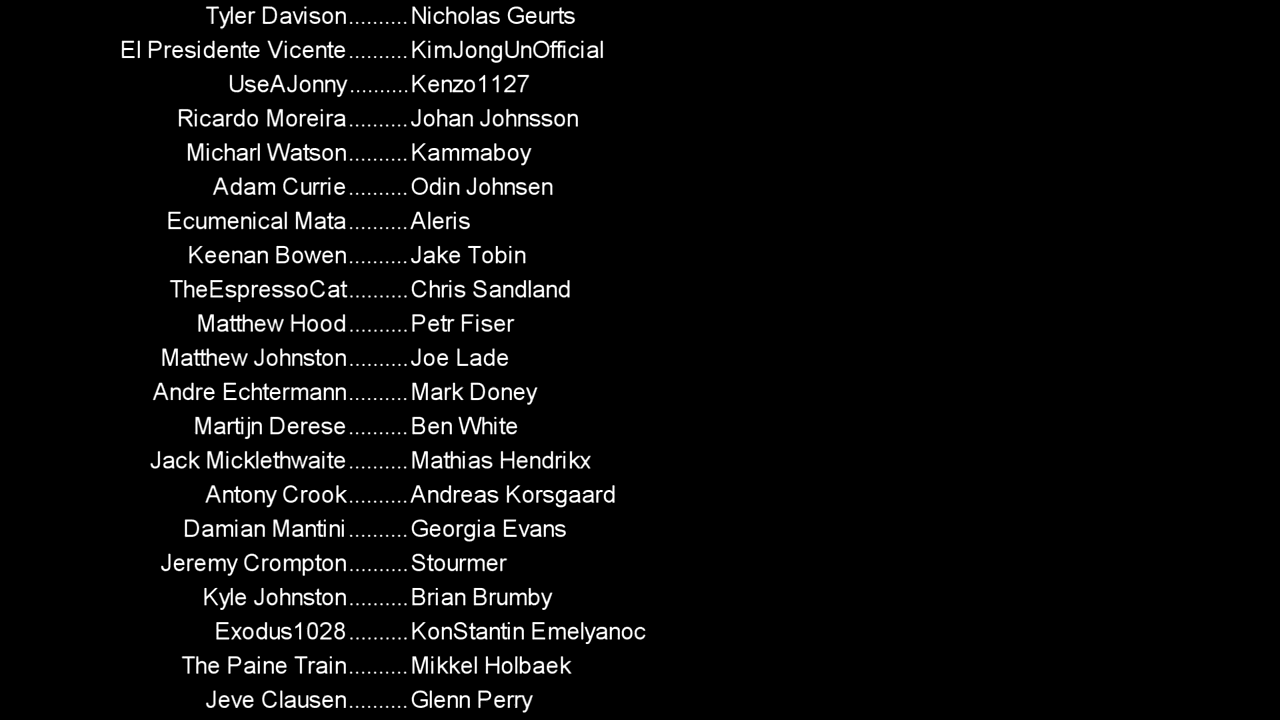 Tyler Davison..........Nicholas Geurts
El Presidente Vicente..........KimJongUnOfficial
UseAJonny..........Kenzo1127
Ricardo Moreira..........Johan Johnsson
Micharl Watson..........Kammaboy
Adam Currie..........Odin Johnsen
Ecumenical Mata..........Aleris
Keenan Bowen..........Jake Tobin
TheEspressoCat..........Chris Sandland
Matthew Hood..........Petr Fiser
Matthew Johnston..........Joe Lade
Andre Echtermann..........Mark Doney
Martijn Derese..........Ben White
Jack Micklethwaite..........Mathias Hendrikx
Antony Crook..........Andreas Korsgaard
Damian Mantini..........Georgia Evans
Jeremy Crompton..........Stourmer
Kyle Johnston..........Brian Brumby
Exodus1028..........KonStantin Emelyanoc
The Paine Train..........Mikkel Holbaek
Jeve Clausen..........Glenn Perry